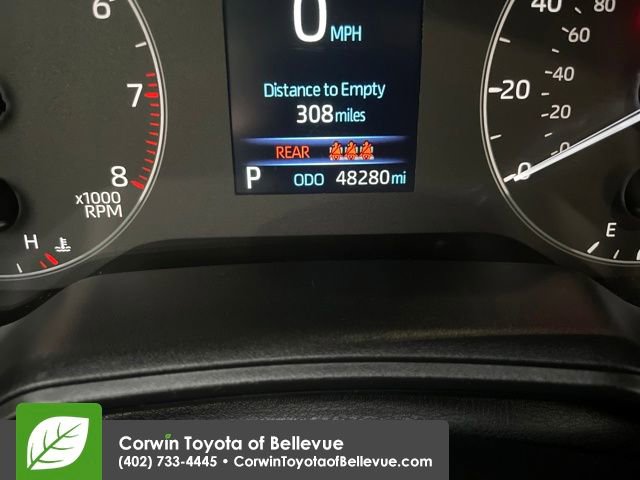 0 MPH
Distance to Empty
308 miles
REAR
P ODO 48280 mi
6
7
8
x1000
RPM
H
40 80
60
20 40
20
0 0
E
Corwin Toyota of Bellevue
(402) 733-4445 • CorwinToyotaofBellevue.com